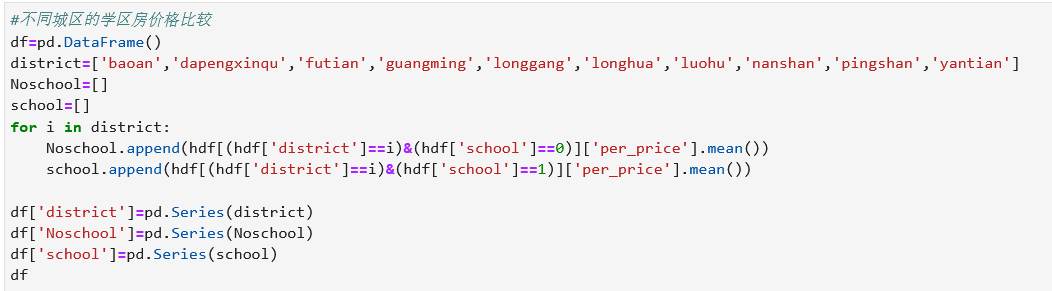 #不同城区的学区房价格比较
df=pd.DataFrame()
district=['baoan','dapengxinqu','futian','guangming','longgang','longhua','luohu','nanshan','pingshan','yantian']
Noschool=[]
school=[]
for i in district:
    Noschool.append(hdf[(hdf['district']==i)&(hdf['school']==0)]['per_price'].mean())
    school.append(hdf[(hdf['district']==i)&(hdf['school']==1)]['per_price'].mean())
df['district']=pd.Series(district)
df['Noschool']=pd.Series(Noschool)
df['school']=pd.Series(school)
df